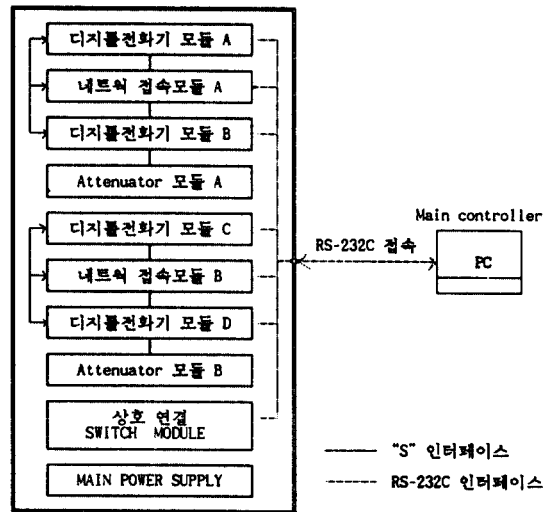 디지틀전화기 모듈 A
네트웍 접속모듈 A
디지틀전화기 모듈 B
Attenuator 모듈 A
디지틀전화기 모듈 C
네트웍 접속모듈 B
디지틀전화기 모듈 D
Attenuator 모듈 B
상호 연결
SWITCH MODULE
MAIN POWER SUPPLY
RS-232C 접속
Main controller
PC
"S" 인터페이스
RS-232C 인터페이스